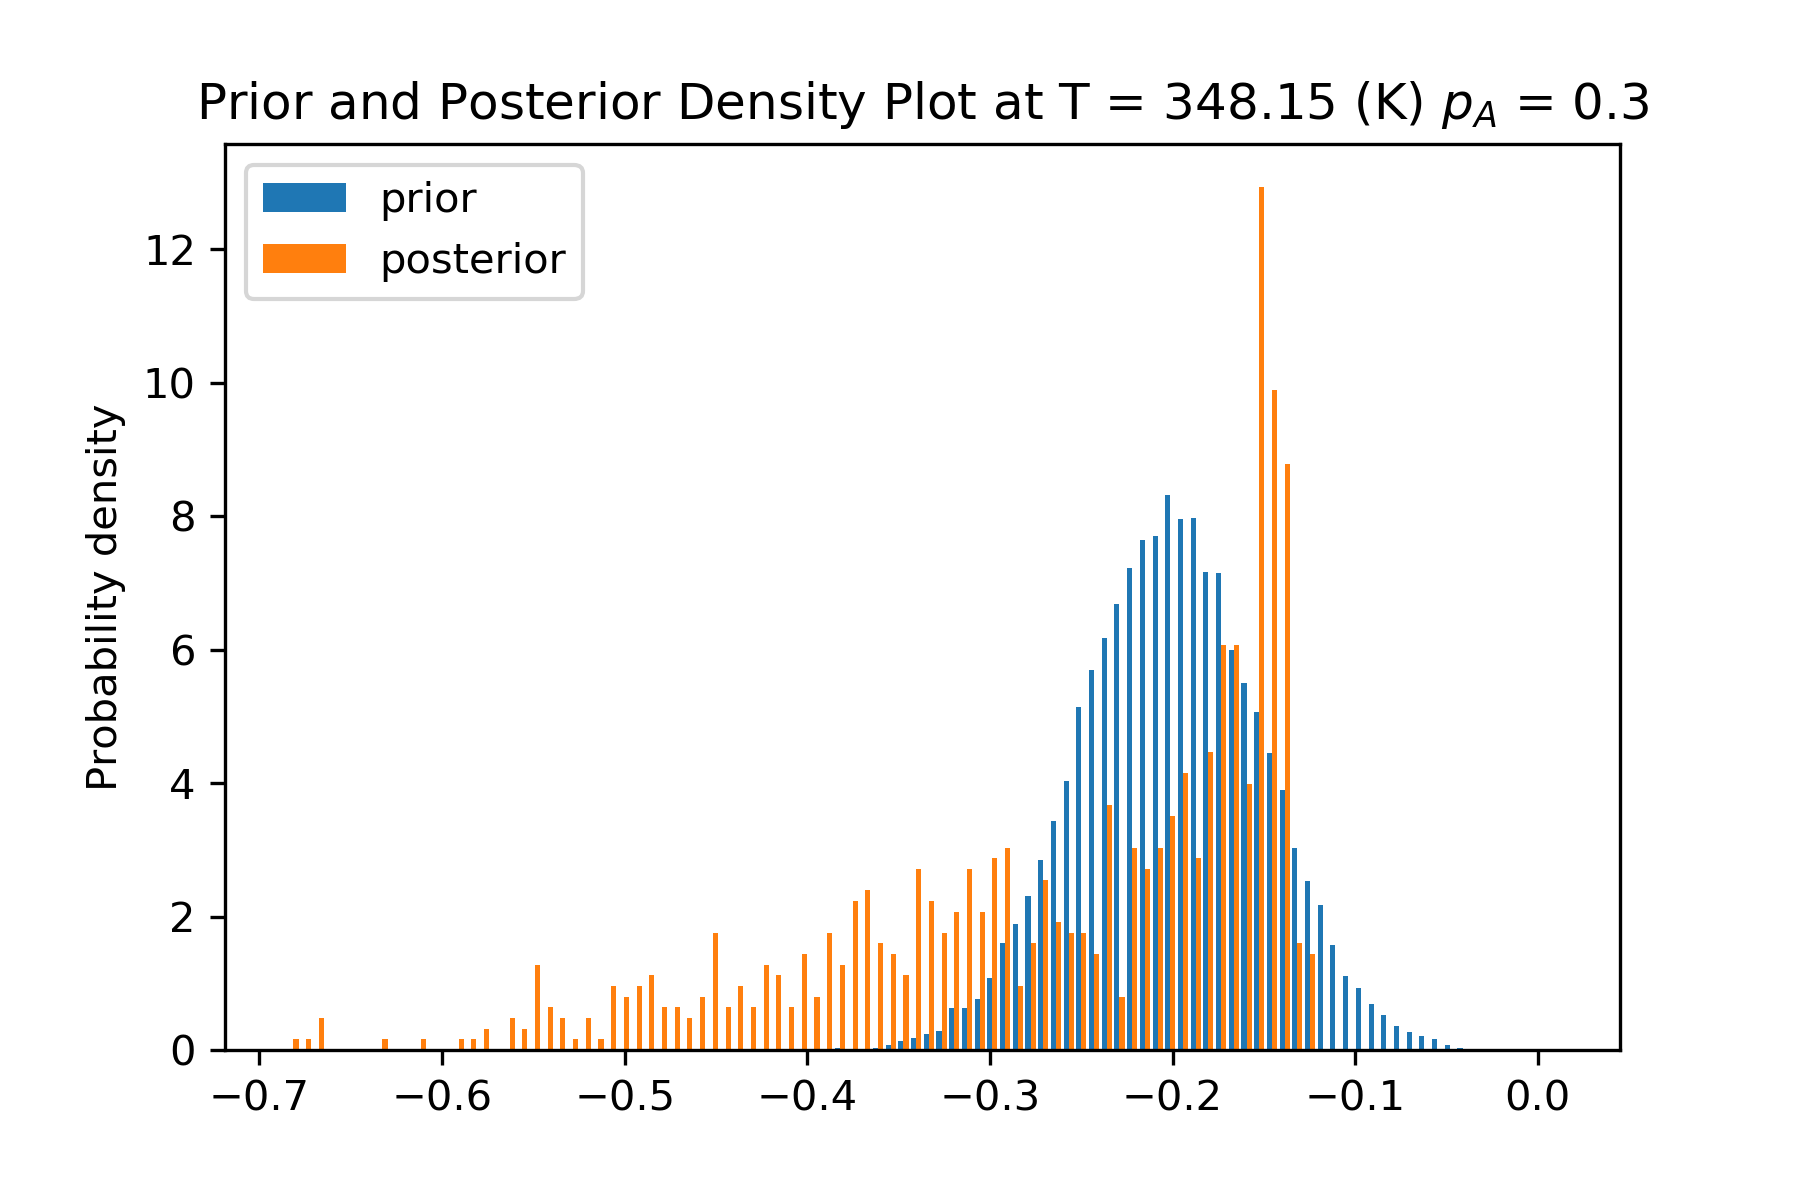 Prior and Posterior Density Plot at T = 348.15 (K) p_A = 0.3
prior
posterior
Probability density
12
10
8
6
4
2
0
−0.7 −0.6 −0.5 −0.4 −0.3 −0.2 −0.1 0.0